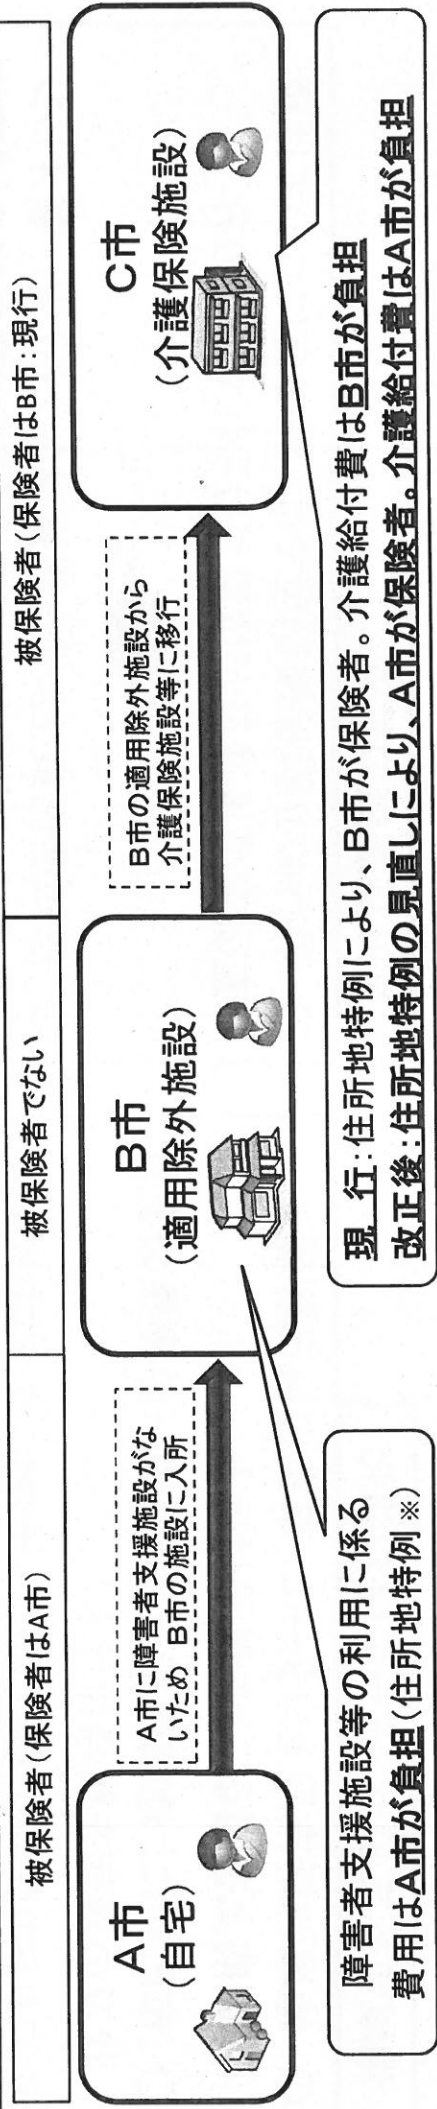 被保険者(保険者はA市)
被保険者でない
被保険者(保険者はB市:現行)
A市
(自宅)
A市に障害者支援施設がな
いため B市の施設に入所
B市
(適用除外施設)
B市の適用除外施設から
介護保険施設等に移行
C市
(介護保険施設)
障害者支援施設等の利用に係る
費用はA市が負担(住所地特例※)
現 行:住所地特例により、B市が保険者。介護給付費はB市が負担
改正後:住所地特例の見直しにより、A市が保険者。介護給付費はA市が負担